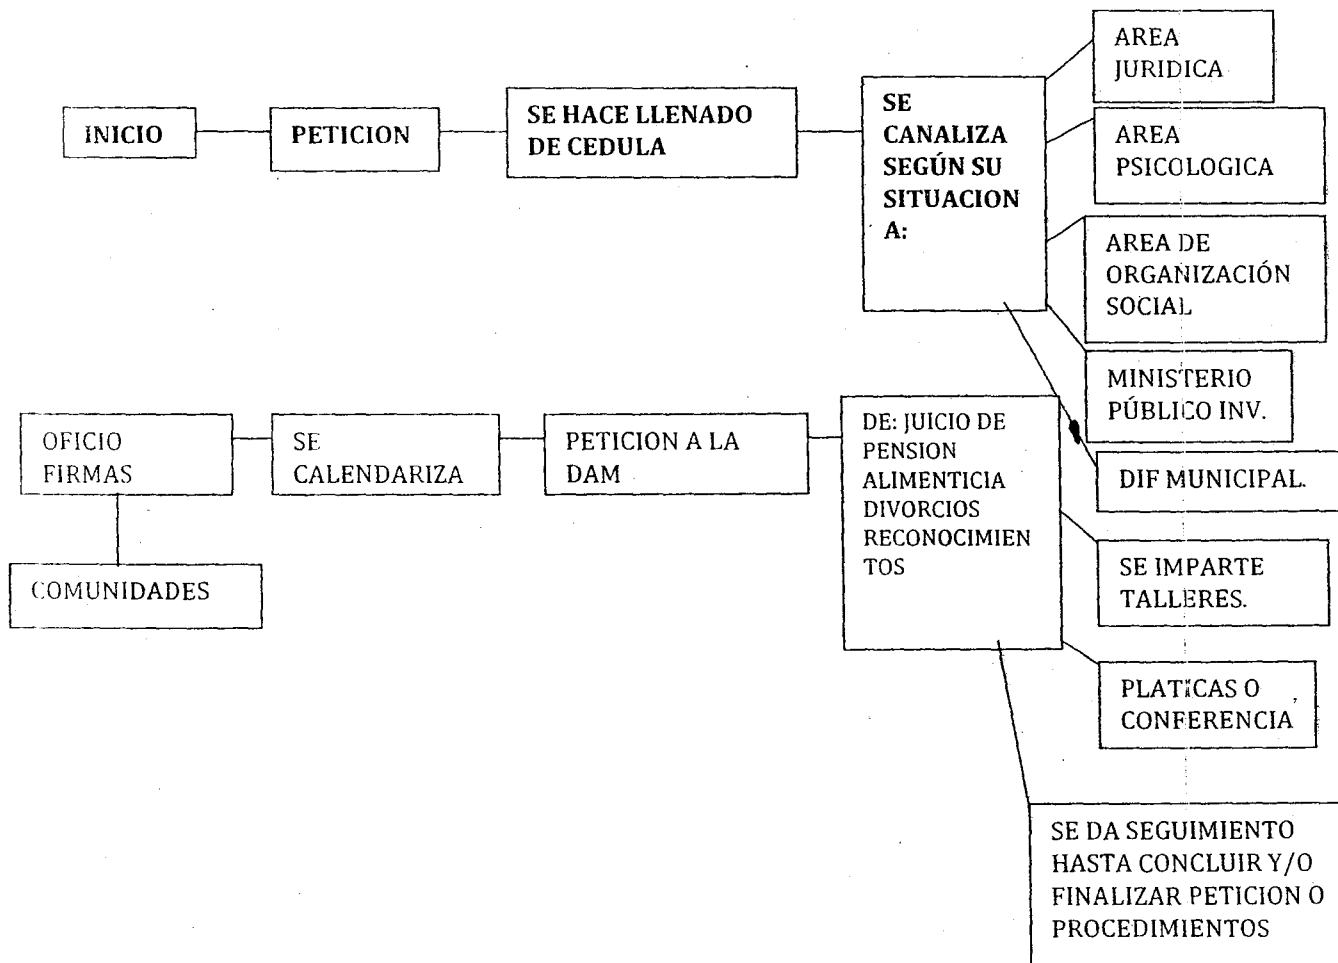 INICIO
PETICION
SE HACE LLENADO
DE CEDULA
SE
CANALIZA
SEGÚN SU
SITUACION
A:
AREA
JURIDICA
AREA
PSICOLOGICA
AREA DE
ORGANIZACIÓN
SOCIAL
MINISTERIO
PÚBLICO INV.
DIF MUNICIPAL.
OFICIO
FIRMAS
SE
CALENDARIZA
PETICION A LA
DAM
DE: JUICIO DE
PENSION
ALIMENTICIA
DIVORCIOS
RECONOCIMIEN
TOS
COMUNIDADES
SE IMPARTE
TALLERES.
PLATICAS O
CONFERENCIA
SE DA SEGUIMIENTO
HASTA CONCLUIR Y/O
FINALIZAR PETICION O
PROCEDIMIENTOS